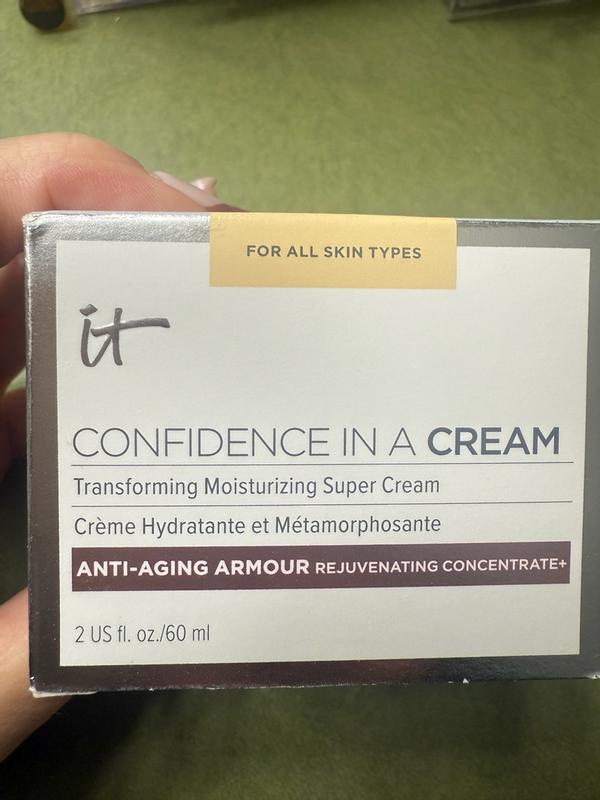 FOR ALL SKIN TYPES
it
CONFIDENCE IN A CREAM
Transforming Moisturizing Super Cream
Crème Hydratante et Métamorphosante
ANTI-AGING ARMOUR REJUVENATING CONCENTRATE+
2 US fl. oz./60 ml